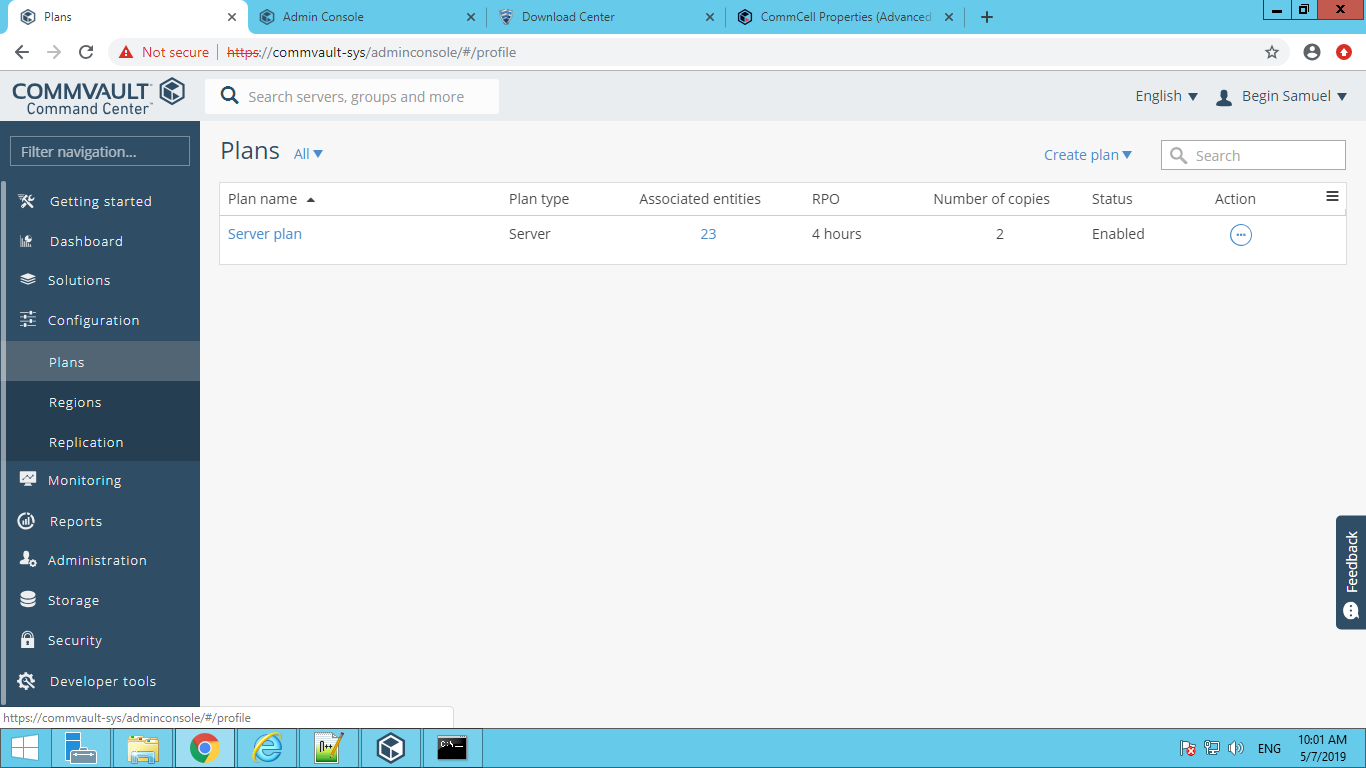 Plans
Admin Console
Download Center
CommCell Properties (Advanced
Not secure
https://commvault-sys/adminconsole/#/profile
COMMVAULT
Command Center™
Search servers, groups and more
English
Begin Samuel
Filter navigation...
Getting started
Dashboard
Solutions
Configuration
Plans
Regions
Replication
Monitoring
Reports
Administration
Storage
Security
Developer tools
Plans All
Create plan
Search
Plan name Plan type Associated entities RPO Number of copies Status Action
Server plan Server 23 4 hours 2 Enabled
Feedback
https://commvault-sys/adminconsole/#/profile
N++
C:\
ENG
10:01 AM
5/7/2019